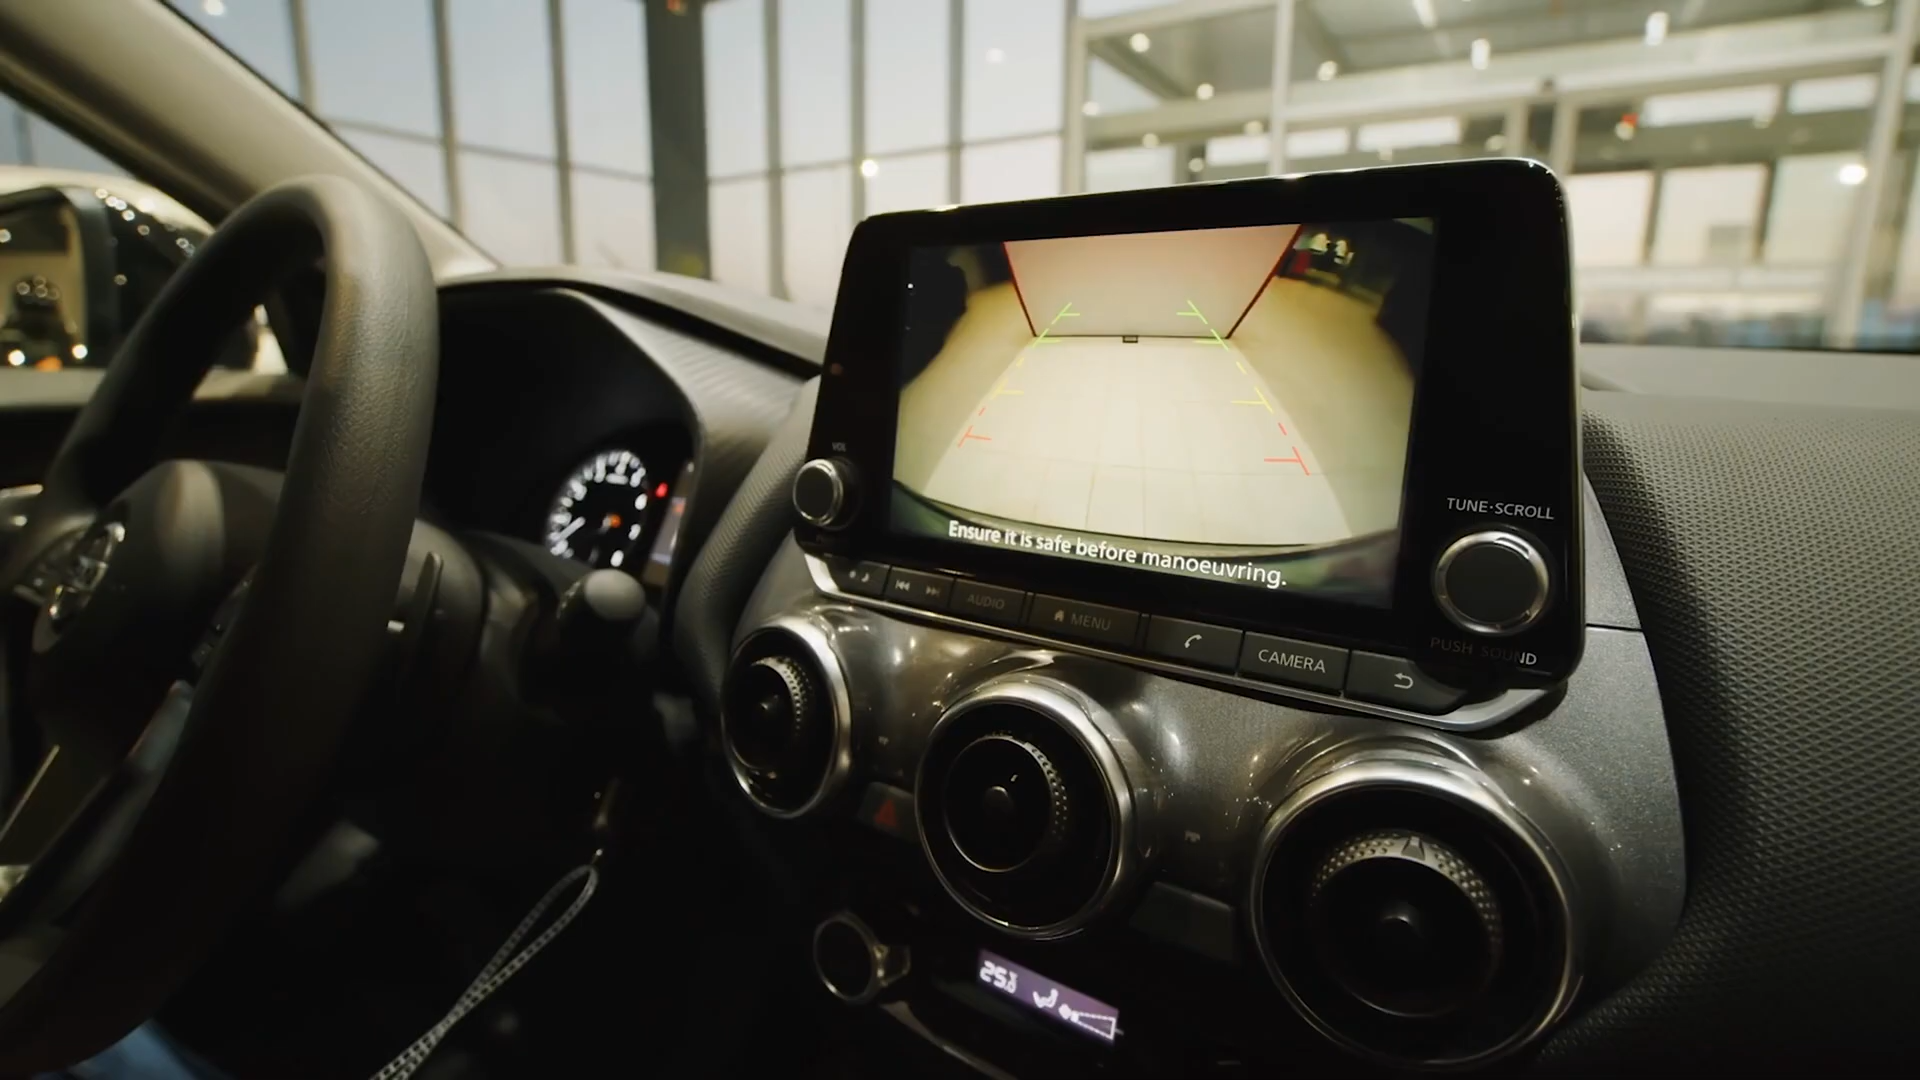 VOL
TUNE·SCROLL
Ensure it is safe before manoeuvring.
AUDIO
MENU
CAMERA
PUSH SOUND
25.0